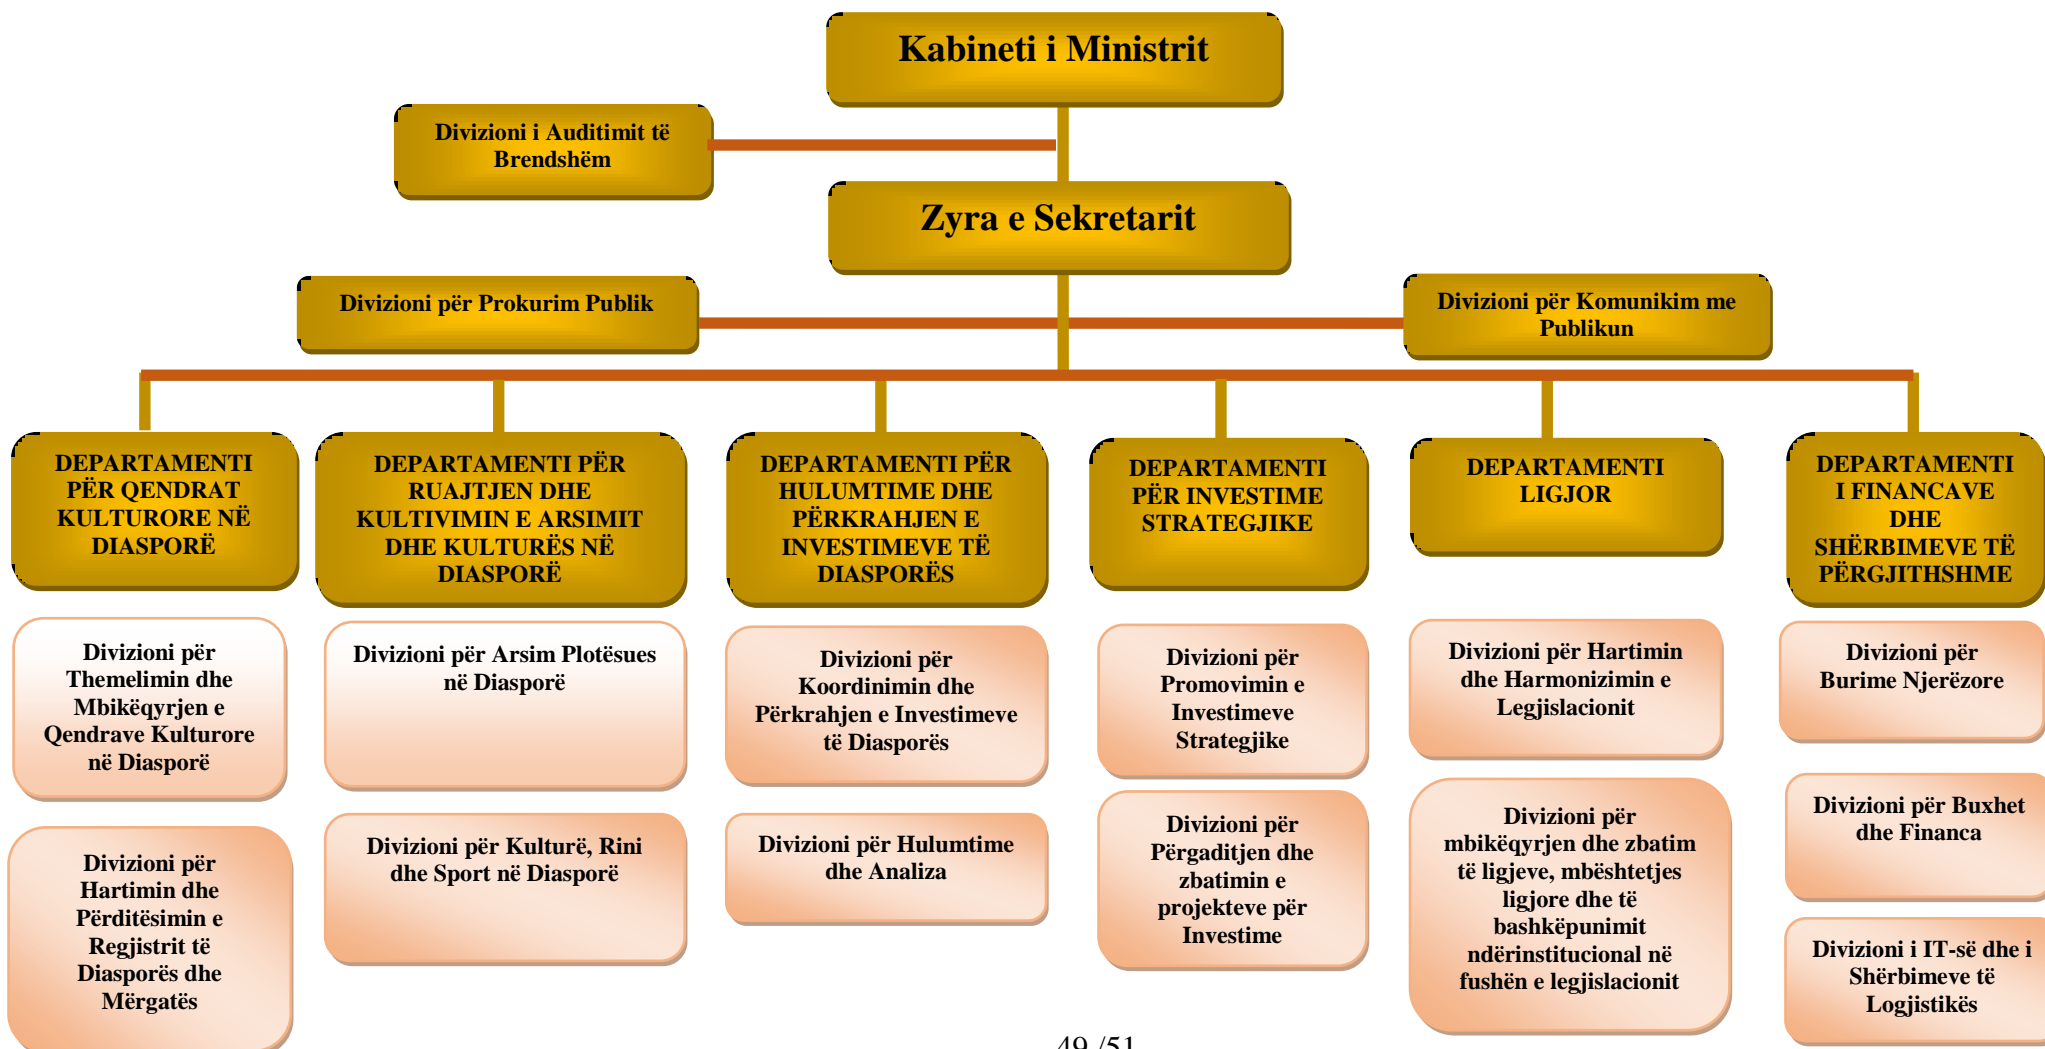 Kabineti i Ministrit
Divizioni i Auditimit të
Brendshëm
Zyra e Sekretarit
Divizioni për Prokurim Publik
Divizioni për Komunikim me
Publikun
DEPARTAMENTI
PËR QENDRAT
KULTURORE NË
DIASPORË
DEPARTAMENTI PËR
RUAJTJEN DHE
KULTIVIMIN E ARSIMIT
DHE KULTURËS NË
DIASPORË
DEPARTAMENTI PËR
HULUMTIME DHE
PËRKRAHJEN E
INVESTIMEVE TË
DIASPORËS
DEPARTAMENTI
PËR INVESTIME
STRATEGJIKE
DEPARTAMENTI
LIGJOR
DEPARTAMENTI
I FINANCAVE
DHE
SHËRBIMEVE TË
PËRGJITHSHME
Divizioni për
Themelimin dhe
Mbikëqyrjen e
Qendrave Kulturore
në Diasporë
Divizioni për Arsim Plotësues
në Diasporë
Divizioni për
Koordinimin dhe
Përkrahjen e Investimeve
të Diasporës
Divizioni për
Promovimin e
Investimeve
Strategjike
Divizioni për Hartimin
dhe Harmonizimin e
Legjislacionit
Divizioni për
Burime Njerëzore
Divizioni për
Hartimin dhe
Përditësimin e
Regjistrit të
Diasporës dhe
Mërgatës
Divizioni për Kulturë, Rini
dhe Sport në Diasporë
Divizioni për Hulumtime
dhe Analiza
Divizioni për
Përgaditjen dhe
zbatimin e
projekteve për
Investime
Divizioni për
mbikëqyrjen dhe zbatim
të ligjeve, mbështetjes
ligjore dhe të
bashkëpunimit
ndërinstitucional në
fushën e legjislacionit
Divizioni për Buxhet
dhe Financa
Divizioni i IT-së dhe i
Shërbimeve të
Logjistikës
49 /51